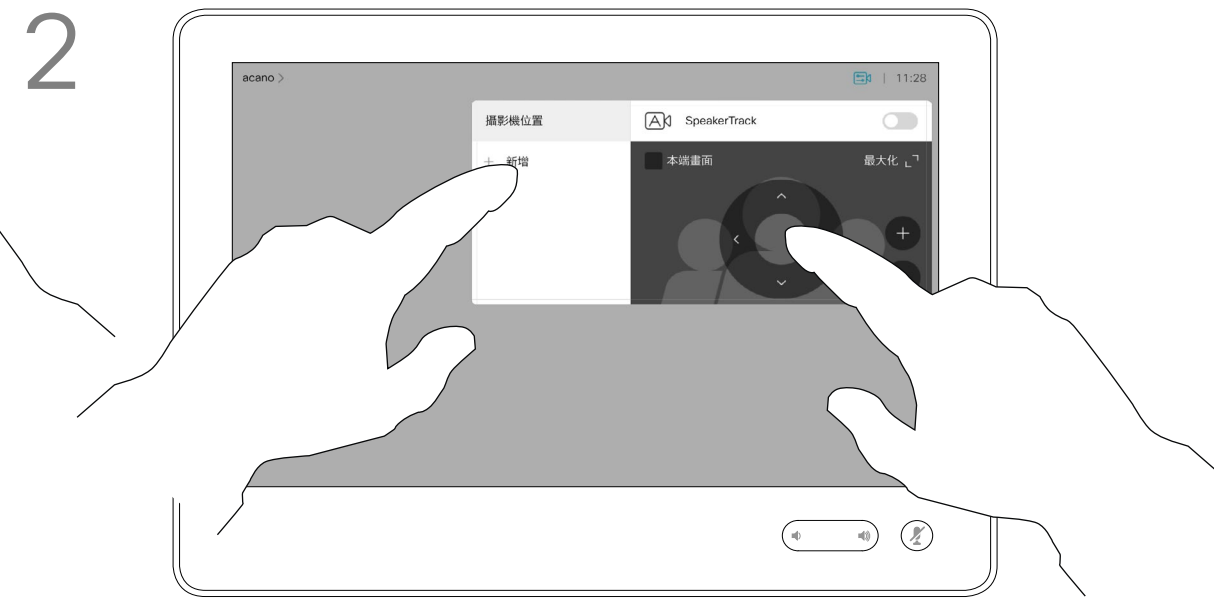 2
acano >
11:28
攝影機位置
SpeakerTrack
+ 新增
本端畫面
最大化